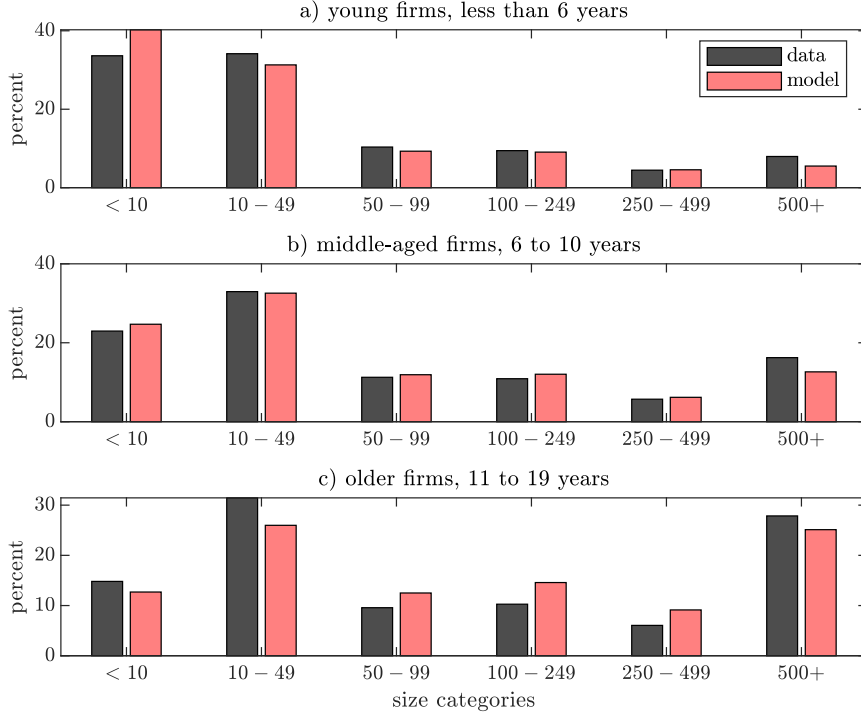 a) young firms, less than 6 years
40
20
0
percent
data
model
< 10
10 − 49
50 − 99
100 − 249
250 − 499
500+
b) middle-aged firms, 6 to 10 years
40
20
0
percent
< 10
10 − 49
50 − 99
100 − 249
250 − 499
500+
c) older firms, 11 to 19 years
30
20
10
0
percent
< 10
10 − 49
50 − 99
100 − 249
250 − 499
500+
size categories